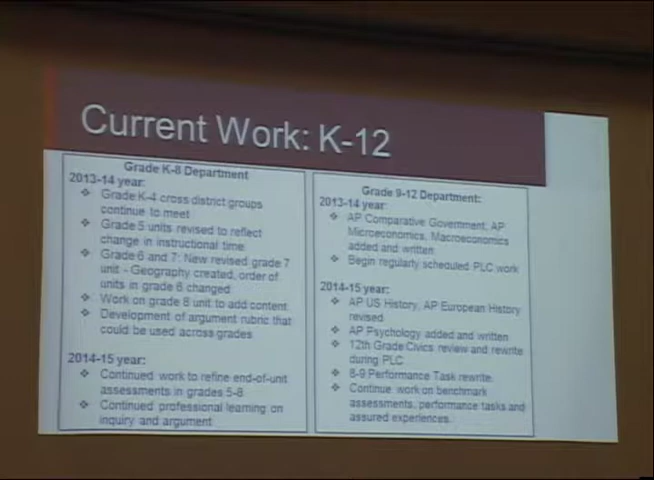 Current Work: K-12
Grade K-8 Department
2013-14 year:
❖ Grade K-4 cross district groups
continue to meet
❖ Grade 5 units revised to reflect
change in instructional time
❖ Grade 6 and 7: New revised grade 7
unit - Geography created, order of
units in grade 6 changed
❖ Work on grade 8 unit to add content.
❖ Development of argument rubric that
could be used across grades
2014-15 year:
❖ Continued work to refine end-of-unit
assessments in grades 5-8
❖ Continued professional learning on
inquiry and argument
Grade 9-12 Department:
2013-14 year:
❖ AP Comparative Government, AP
Microeconomics, Macroeconomics
added and written
❖ Begin regularly scheduled PLC work
2014-15 year:
❖ AP US History, AP European History
revised
❖ AP Psychology added and written
❖ 12th Grade Civics review and rewrite
during PLC
❖ 8-9 Performance Task rewrite
❖ Continue work on benchmark
assessments, performance tasks and
assured experiences.